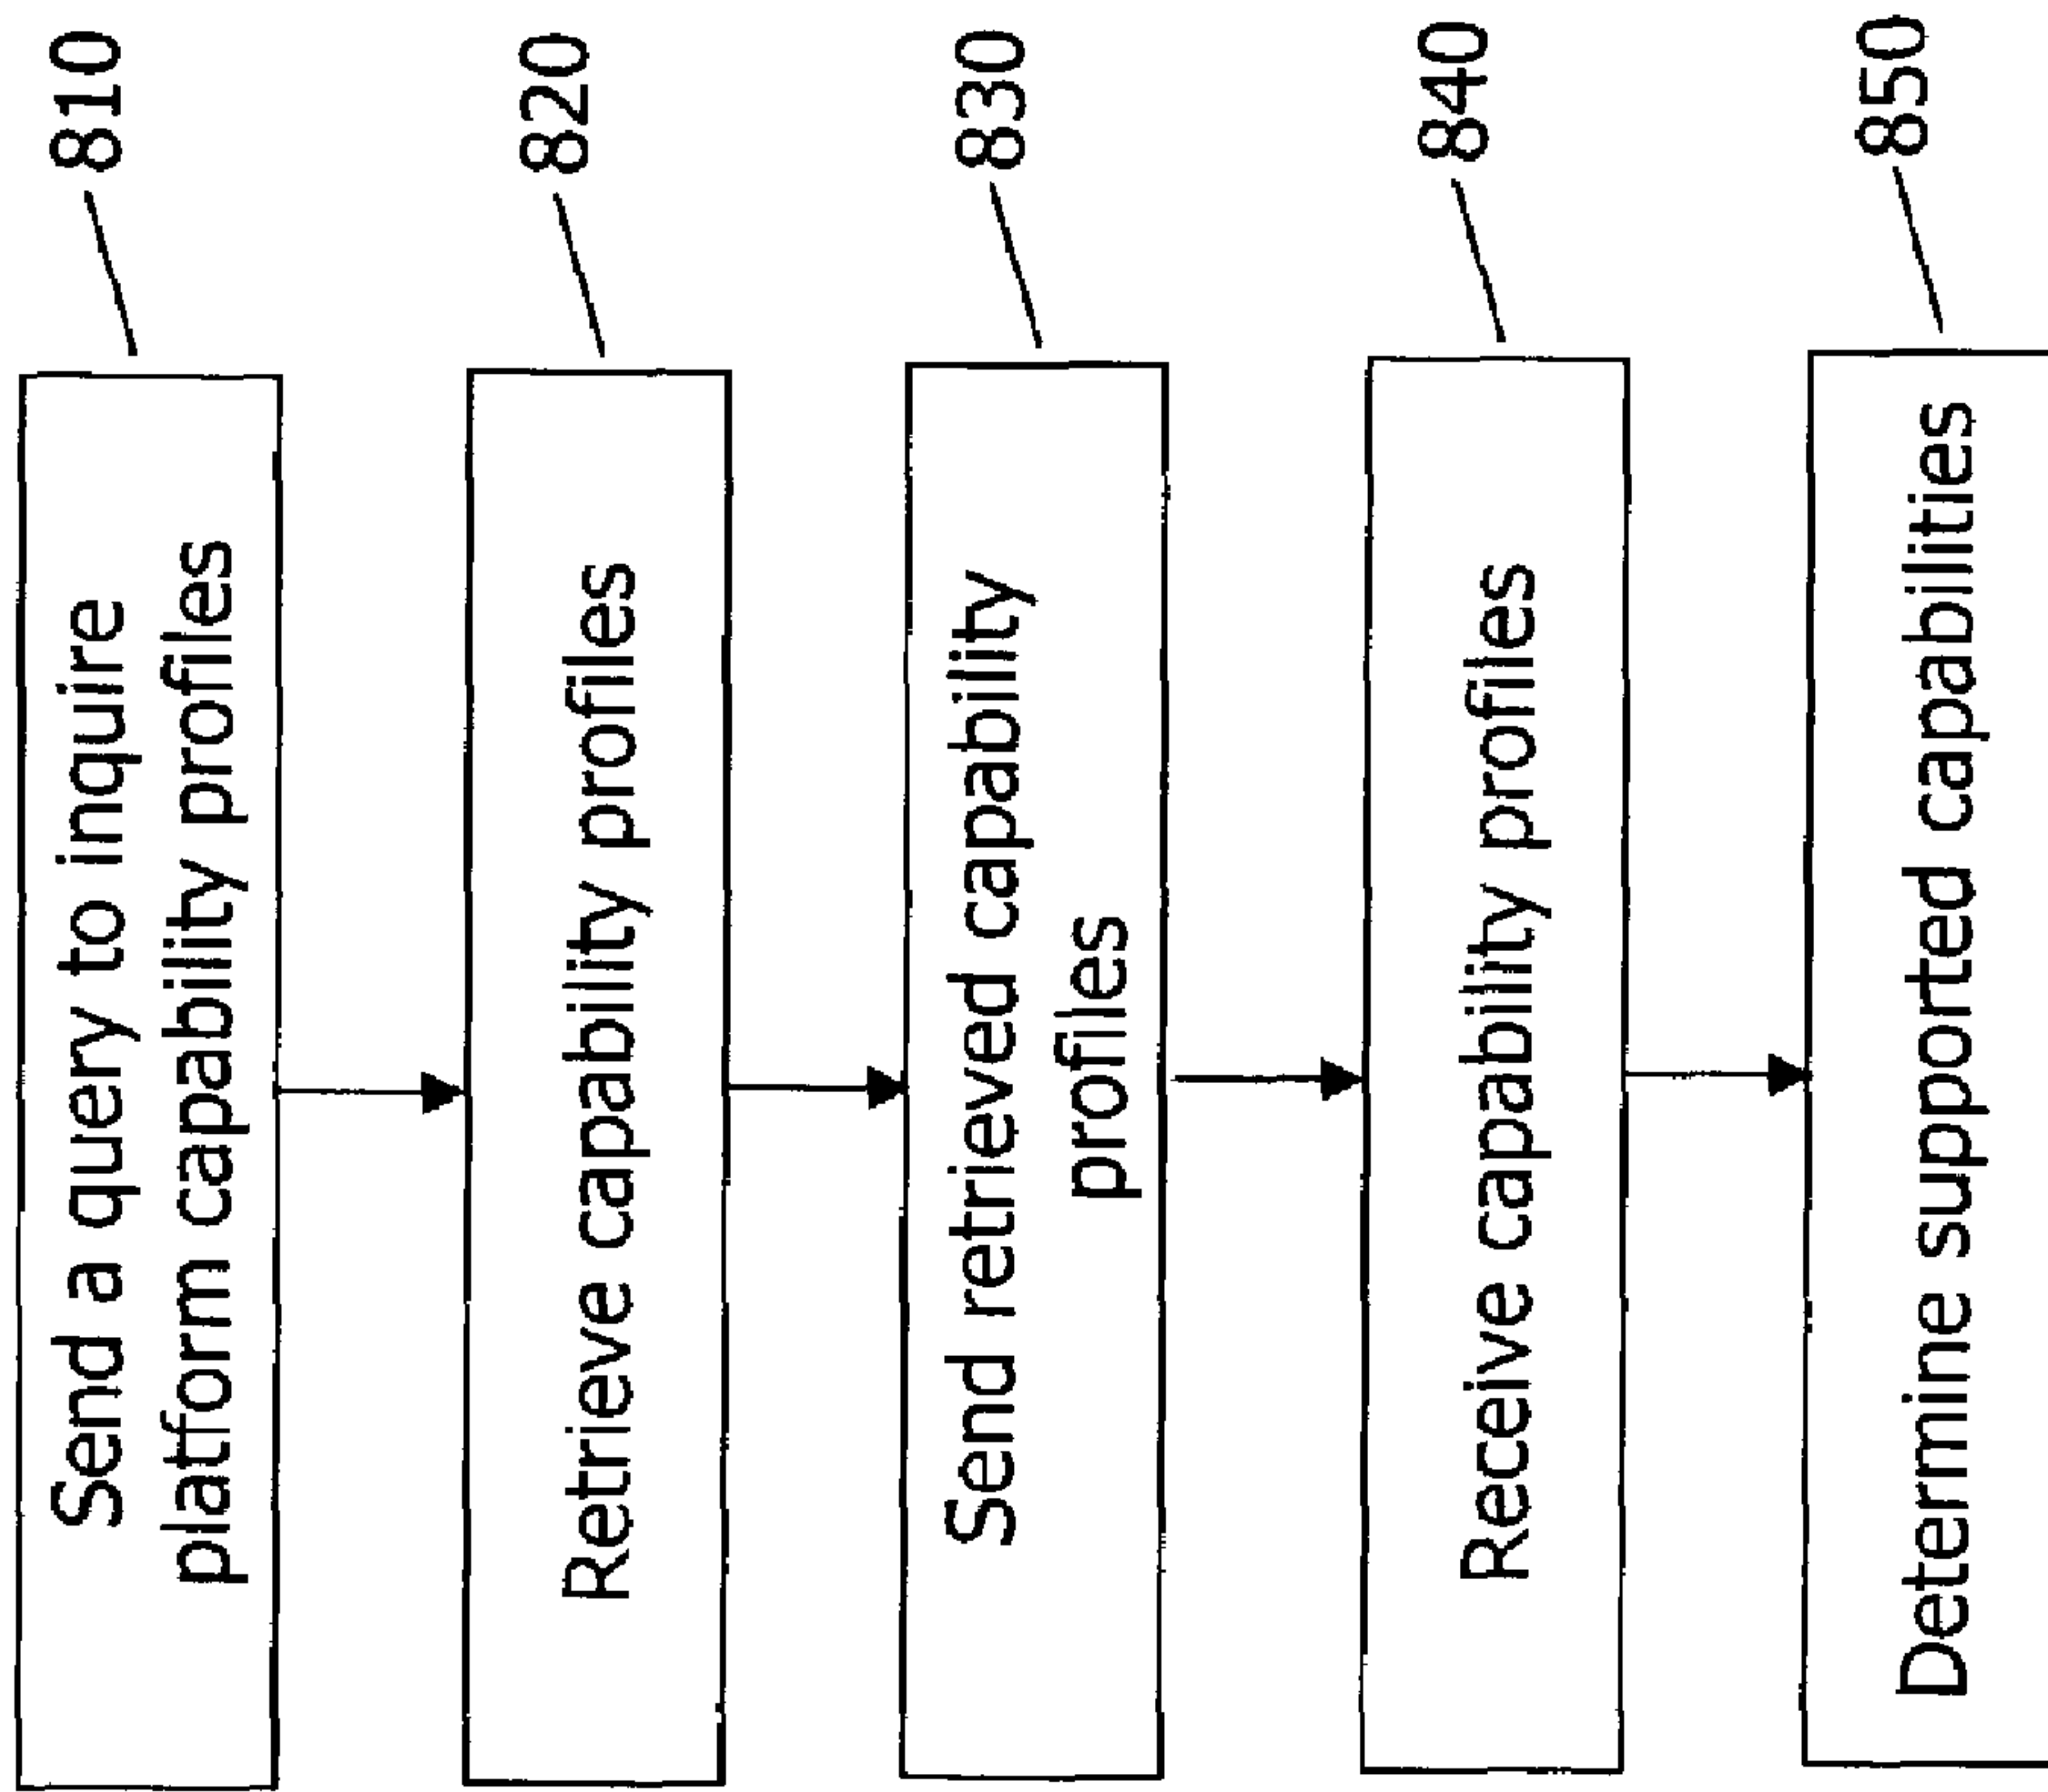 Send a query to inquire
platform capability profiles
810
Retrieve capability profiles
820
Send retrieved capability
profiles
830
Receive capability profiles
840
Determine supported capabilities
850